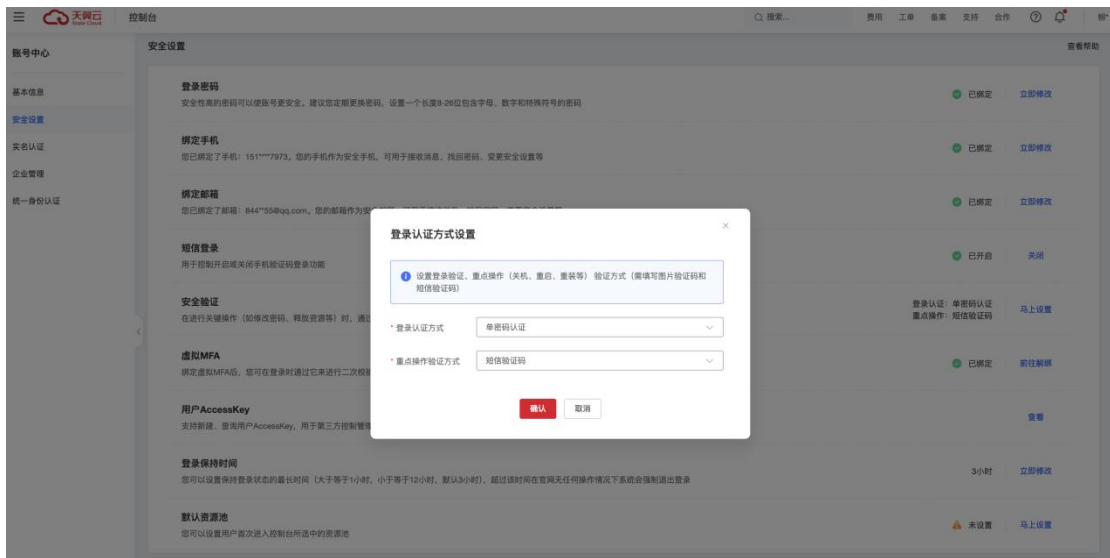 天翼云
State Cloud
控制台
搜索...
费用 工单 备案 支持 合作
账号中心
安全设置
查看帮助
基本信息
安全设置
实名认证
企业管理
统一身份认证
登录密码
安全性高的密码可以使账号更安全。建议您定期更换密码，设置一个长度8-26位包含字母、数字和特殊符号的密码
已绑定 立即修改
绑定手机
您已绑定了手机：151****7973。您的手机作为安全手机，可用于接收消息、找回密码、变更安全设置等
已绑定 立即修改
绑定邮箱
您已绑定了邮箱：844**55@qq.com。您的邮箱作为安
已绑定 立即修改
短信登录
用于控制开启或关闭手机验证码登录功能
已开启 关闭
安全验证
在进行关键操作（如修改密码、释放资源等）时，通过
登录认证：单密码认证
重点操作：短信验证码
马上设置
虚拟MFA
绑定虚拟MFA后，您可在登录时通过它来进行二次校验
已绑定 前往解绑
用户AccessKey
支持新建、查询用户AccessKey，用于第三方控制管理
查看
登录保持时间
您可以设置保持登录状态的最长时间（大于等于1小时，小于等于12小时，默认3小时），超过该时间在官网无任何操作情况下系统会强制退出登录
3小时 立即修改
默认资源池
您可以设置用户首次进入控制台所选中的资源池
未设置 马上设置
登录认证方式设置
设置登录验证、重点操作（关机、重启、重装等） 验证方式（需填写图片验证码和
短信验证码）
* 登录认证方式 单密码认证
* 重点操作验证方式 短信验证码
确认 取消